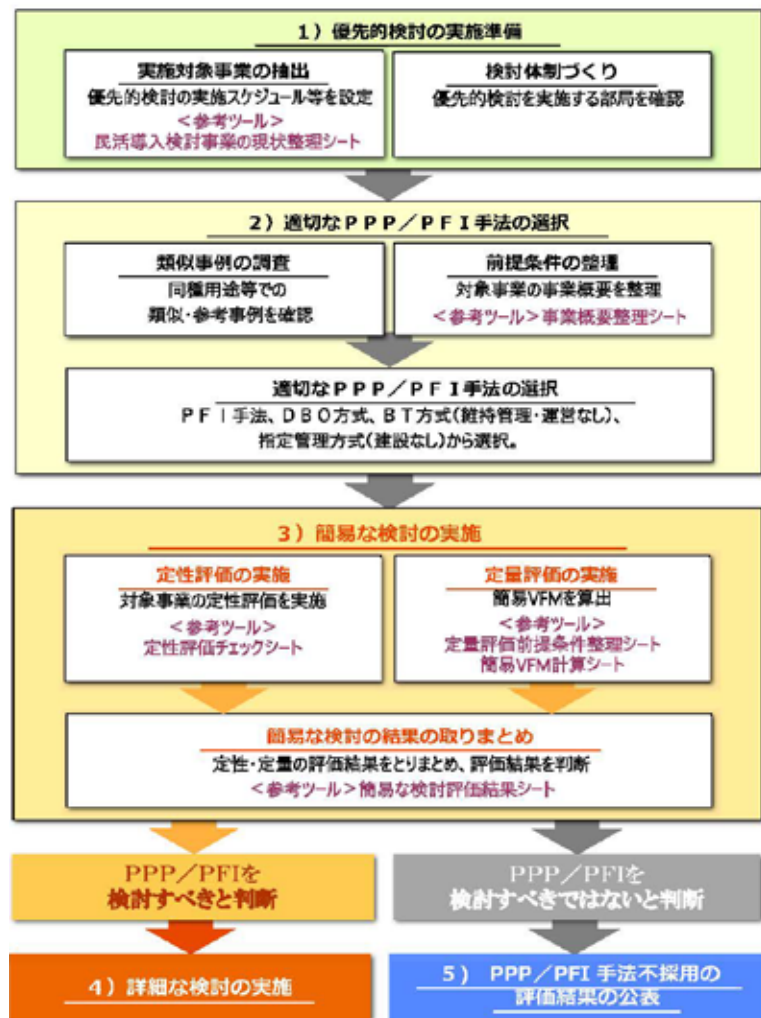 1）優先的検討の実施準備
実施対象事業の抽出
優先的検討の実施スケジュール等を設定
＜参考ツール＞
民活導入検討事業の現状整理シート
検討体制づくり
優先的検討を実施する部局を確認
2）適切なＰＰＰ／ＰＦＩ手法の選択
類似事例の調査
同種用途等での
類似・参考事例を確認
前提条件の整理
対象事業の事業概要を整理
＜参考ツール＞事業概要整理シート
適切なＰＰＰ／ＰＦＩ手法の選択
ＰＦＩ手法、ＤＢＯ方式、ＢＴ方式（維持管理・運営なし）、
指定管理方式（建設なし）から選択。
3）簡易な検討の実施
定性評価の実施
対象事業の定性評価を実施
＜参考ツール＞
定性評価チェックシート
定量評価の実施
簡易VFMを算出
＜参考ツール＞
定量評価前提条件整理シート
簡易VFM計算シート
簡易な検討の結果の取りまとめ
定性・定量の評価結果をとりまとめ、評価結果を判断
＜参考ツール＞簡易な検討評価結果シート
PPP／PFIを
検討すべきと判断
PPP／PFIを
検討すべきではないと判断
4）詳細な検討の実施
5） PPP／PFI 手法不採用の
評価結果の公表